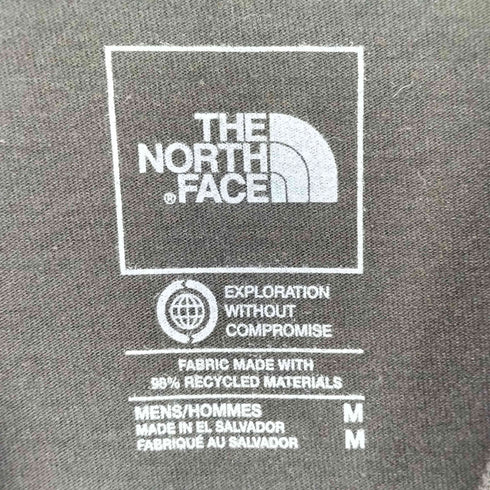 THE
NORTH
FACE
®
EXPLORATION
WITHOUT
COMPROMISE
FABRIC MADE WITH
98% RECYCLED MATERIALS
MENS/HOMMES M
MADE IN EL SALVADOR
FABRIQUÉ AU SALVADOR M